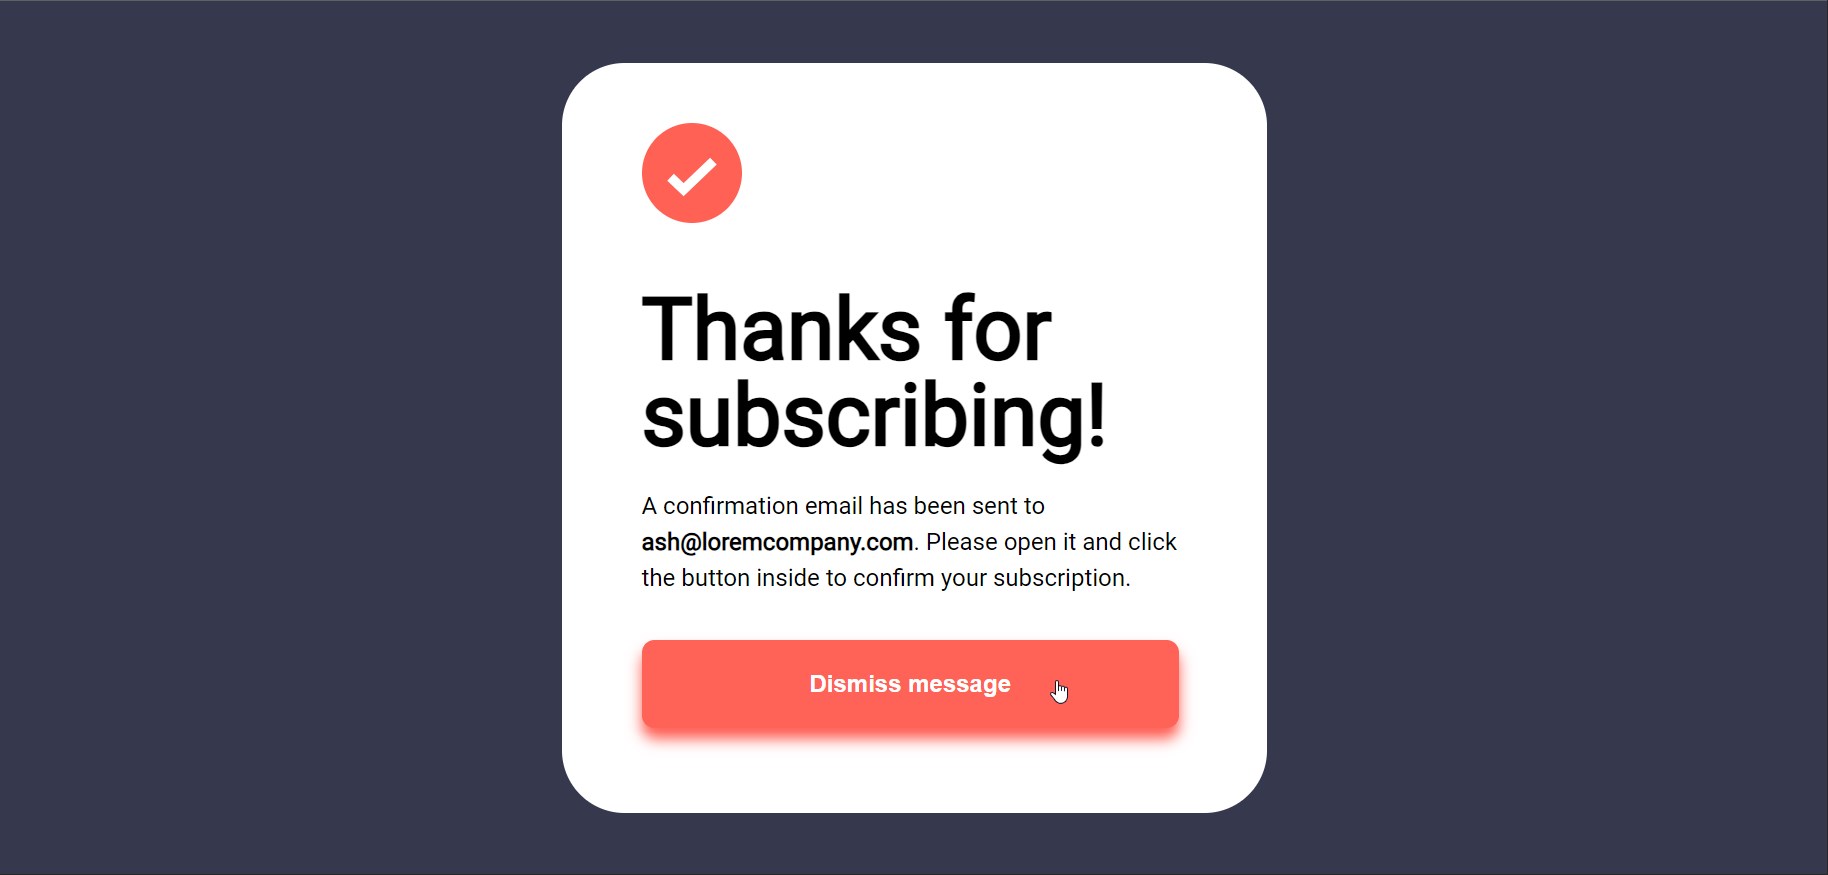 Thanks for
subscribing!
A confirmation email has been sent to
ash@loremcompany.com. Please open it and click
the button inside to confirm your subscription.
Dismiss message